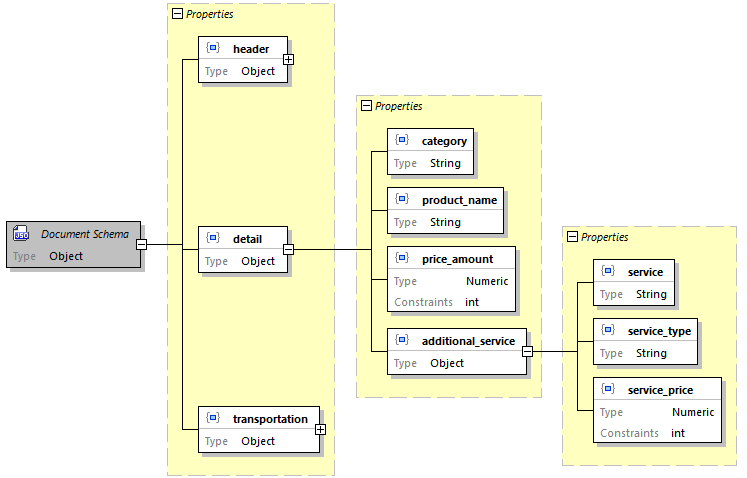 Properties
header
Type Object
Properties
category
Type String
product_name
Type String
JSD Document Schema
Type Object
detail
Type Object
price_amount
Type Numeric
Constraints int
additional_service
Type Object
Properties
service
Type String
service_type
Type String
service_price
Type Numeric
Constraints int
transportation
Type Object